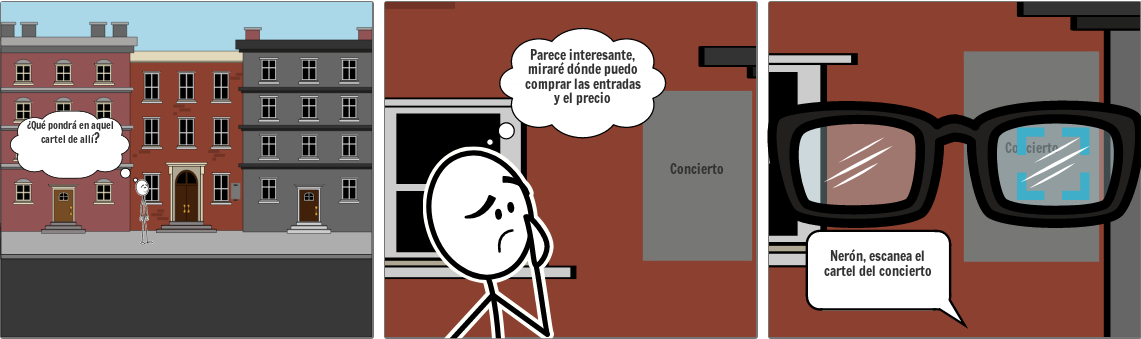 ¿Qué pondrá en aquel
cartel de allí?
Parece interesante,
miraré dónde puedo
comprar las entradas
y el precio
Concierto
Concierto
Nerón, escanea el
cartel del concierto